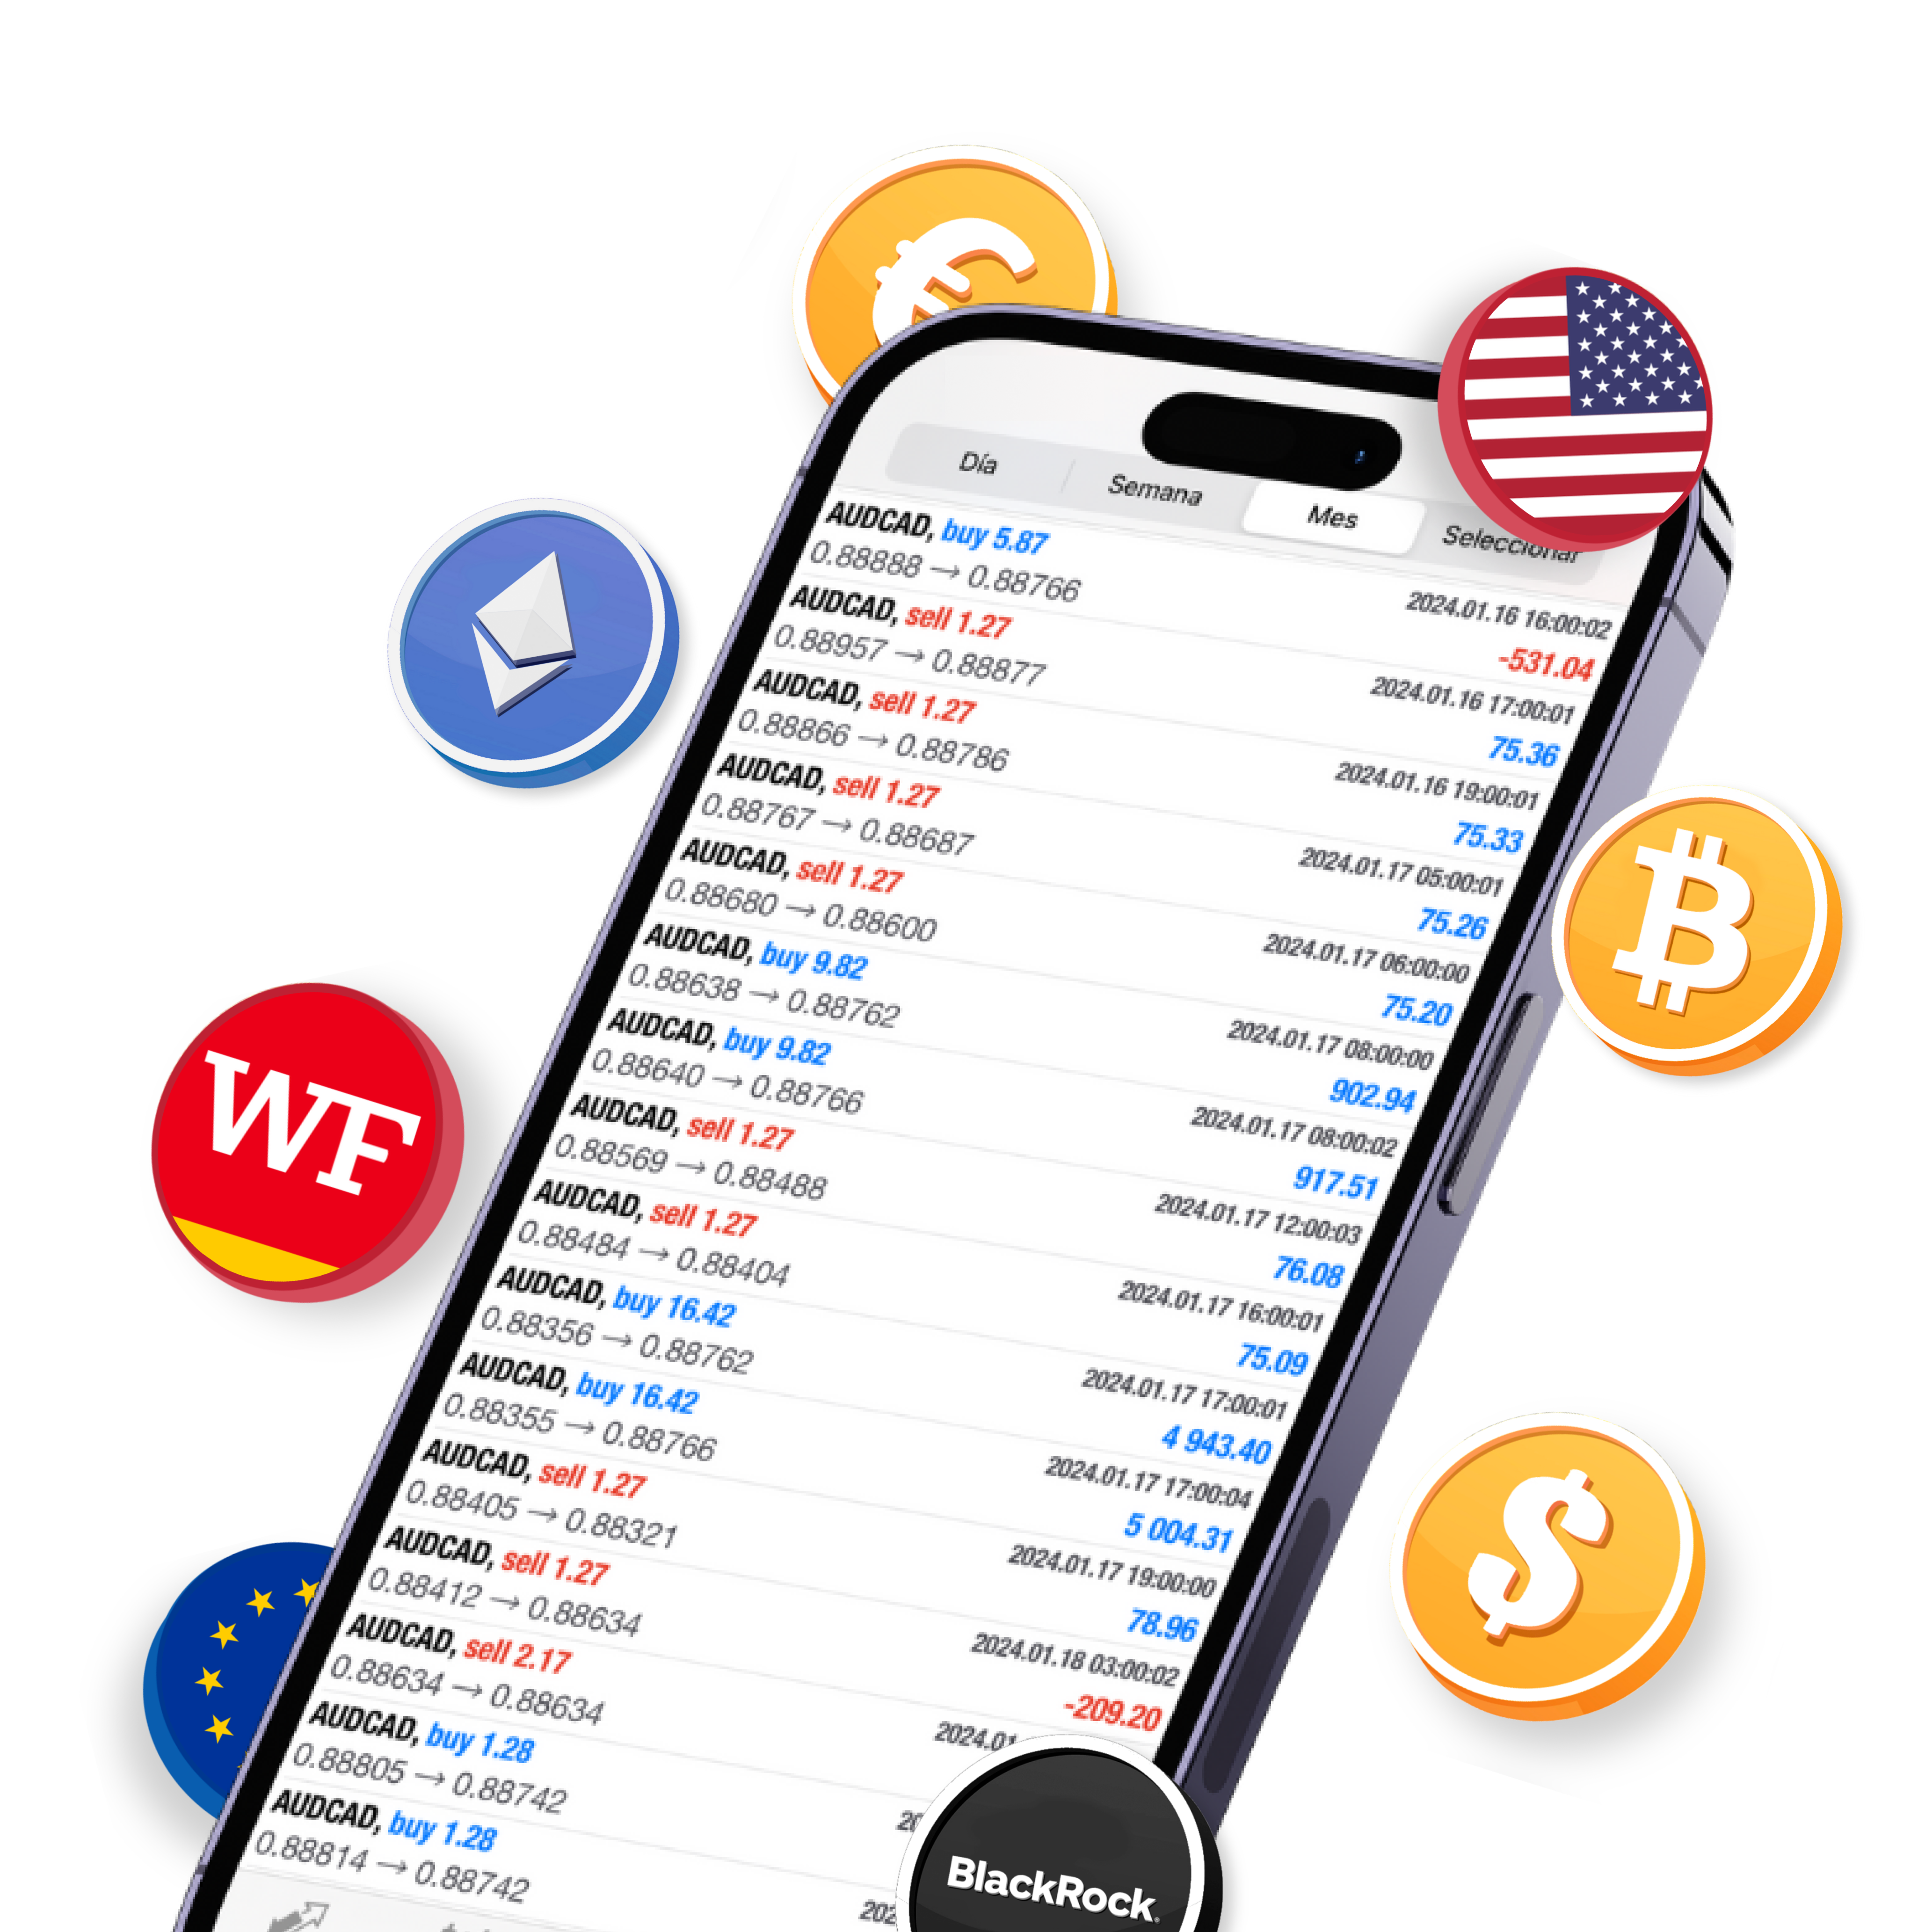 €
Día
Semana
Mes
Seleccionar
AUDCAD, buy 5.87
0.88888 → 0.88766
2024.01.16 16:00:02
-531.04
AUDCAD, sell 1.27
0.88957 → 0.88877
2024.01.16 17:00:01
75.36
AUDCAD, sell 1.27
0.88866 → 0.88786
2024.01.16 19:00:01
75.33
AUDCAD, sell 1.27
0.88767 → 0.88687
2024.01.17 05:00:01
75.26
AUDCAD, sell 1.27
0.88680 → 0.88600
2024.01.17 06:00:00
75.20
AUDCAD, buy 9.82
0.88638 → 0.88762
2024.01.17 08:00:00
902.94
AUDCAD, buy 9.82
0.88640 → 0.88766
2024.01.17 08:00:02
917.51
AUDCAD, sell 1.27
0.88569 → 0.88488
2024.01.17 12:00:03
76.08
AUDCAD, sell 1.27
0.88484 → 0.88404
2024.01.17 16:00:01
75.09
AUDCAD, buy 16.42
0.88356 → 0.88762
2024.01.17 17:00:01
4 943.40
AUDCAD, buy 16.42
0.88355 → 0.88766
2024.01.17 17:00:04
5 004.31
AUDCAD, sell 1.27
0.88405 → 0.88321
2024.01.17 19:00:00
78.96
AUDCAD, sell 1.27
0.88412 → 0.88634
2024.01.18 03:00:02
-209.20
AUDCAD, sell 2.17
0.88634 → 0.88634
2024.01
AUDCAD, buy 1.28
0.88805 → 0.88742
AUDCAD, buy 1.28
0.88814 → 0.88742
WF
$
BlackRock.